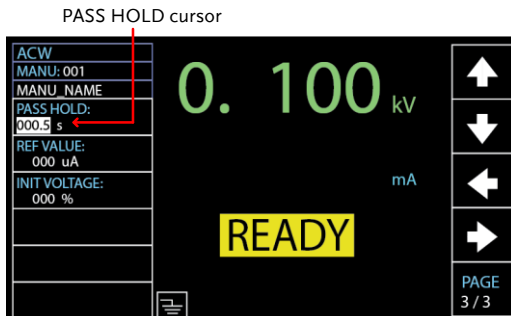 PASS HOLD cursor
ACW
MANU: 001
MANU_NAME
PASS HOLD:
000.5 s
REF VALUE:
000 uA
INIT VOLTAGE:
000 %
0. 100 kV
mA
READY
PAGE
3 / 3